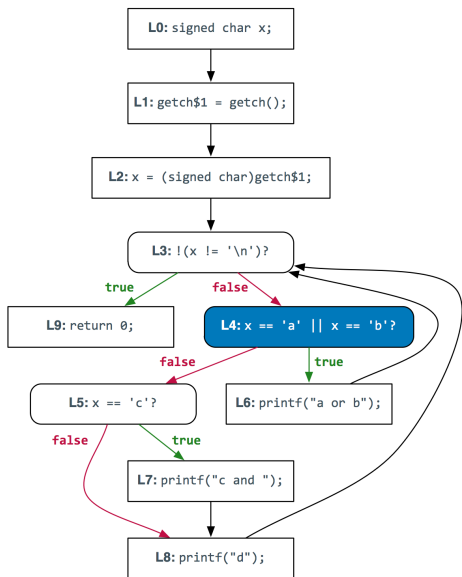 L0: signed char x;
L1: getch$1 = getch();
L2: x = (signed char)getch$1;
L3: !(x != '\n')?
true
false
L9: return 0;
L4: x == 'a' || x == 'b'?
false
true
L5: x == 'c'?
L6: printf("a or b");
false
true
L7: printf("c and ");
L8: printf("d");